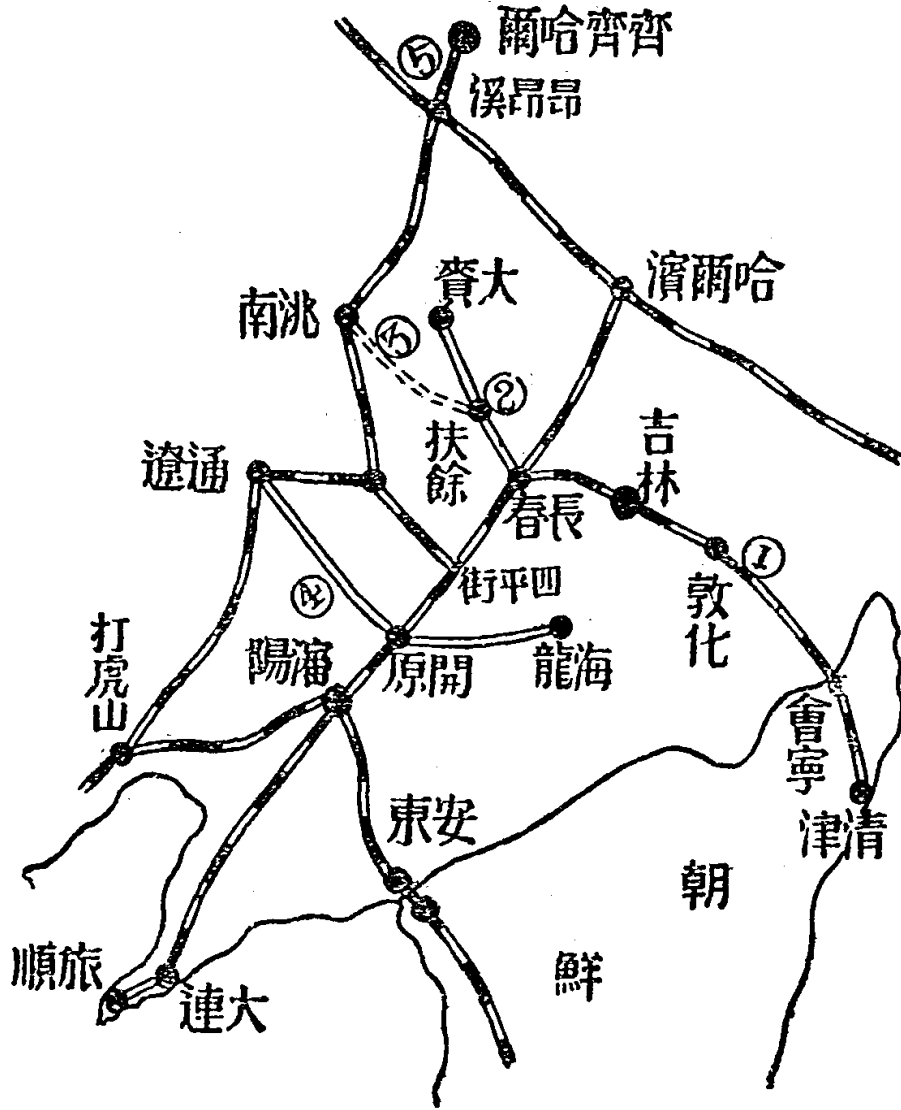 齊齊哈爾
⑤
昂昂溪
哈爾濱
大賚
洮南
③
②
吉林
扶餘
通遼
長春
①
四平街
敦化
④
打虎山
瀋陽
開原
海龍
會寧
安東
清津
朝
鮮
旅順
大連